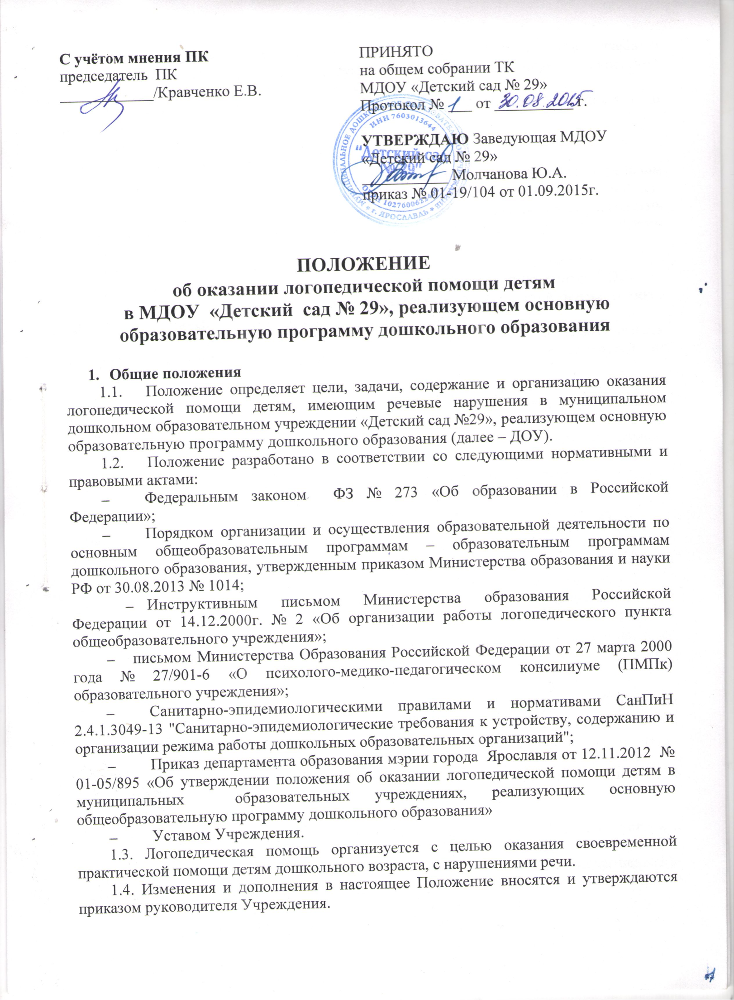 С учётом мнения ПК
председатель ПК
______________/Кравченко Е.В.
ПРИНЯТО
на общем собрании ТК
МДОУ «Детский сад № 29»
Протокол № 1 от 30.08.2015г.
УТВЕРЖДАЮ Заведующая МДОУ
«Детский сад № 29»
_____________ Молчанова Ю.А.
приказ № 01-19/104 от 01.09.2015г.
МУНИЦИПАЛЬНОЕ ДОШКОЛЬНОЕ ОБРАЗОВАТЕЛЬНОЕ УЧРЕЖДЕНИЕ * г. ЯРОСЛАВЛЬ *
ИНН 7603013644
"Детский сад
№ 29"
ПОЛОЖЕНИЕ
об оказании логопедической помощи детям
в МДОУ «Детский сад № 29», реализующем основную
образовательную программу дошкольного образования
1. Общие положения
1.1. Положение определяет цели, задачи, содержание и организацию оказания
логопедической помощи детям, имеющим речевые нарушения в муниципальном
дошкольном образовательном учреждении «Детский сад №29», реализующем основную
образовательную программу дошкольного образования (далее – ДОУ).
1.2. Положение разработано в соответствии со следующими нормативными и
правовыми актами:
– Федеральным законом ФЗ № 273 «Об образовании в Российской
Федерации»;
– Порядком организации и осуществления образовательной деятельности по
основным общеобразовательным программам – образовательным программам
дошкольного образования, утвержденным приказом Министерства образования и науки
РФ от 30.08.2013 № 1014;
– Инструктивным письмом Министерства образования Российской
Федерации от 14.12.2000г. № 2 «Об организации работы логопедического пункта
общеобразовательного учреждения»;
– письмом Министерства Образования Российской Федерации от 27 марта 2000
года № 27/901-6 «О психолого-медико-педагогическом консилиуме (ПМПк)
образовательного учреждения»;
– Санитарно-эпидемиологическими правилами и нормативами СанПиН
2.4.1.3049-13 "Санитарно-эпидемиологические требования к устройству, содержанию и
организации режима работы дошкольных образовательных организаций";
– Приказ департамента образования мэрии города Ярославля от 12.11.2012 №
01-05/895 «Об утверждении положения об оказании логопедической помощи детям в
муниципальных образовательных учреждениях, реализующих основную
общеобразовательную программу дошкольного образования»
– Уставом Учреждения.
1.3. Логопедическая помощь организуется с целью оказания своевременной
практической помощи детям дошкольного возраста, с нарушениями речи.
1.4. Изменения и дополнения в настоящее Положение вносятся и утверждаются
приказом руководителя Учреждения.